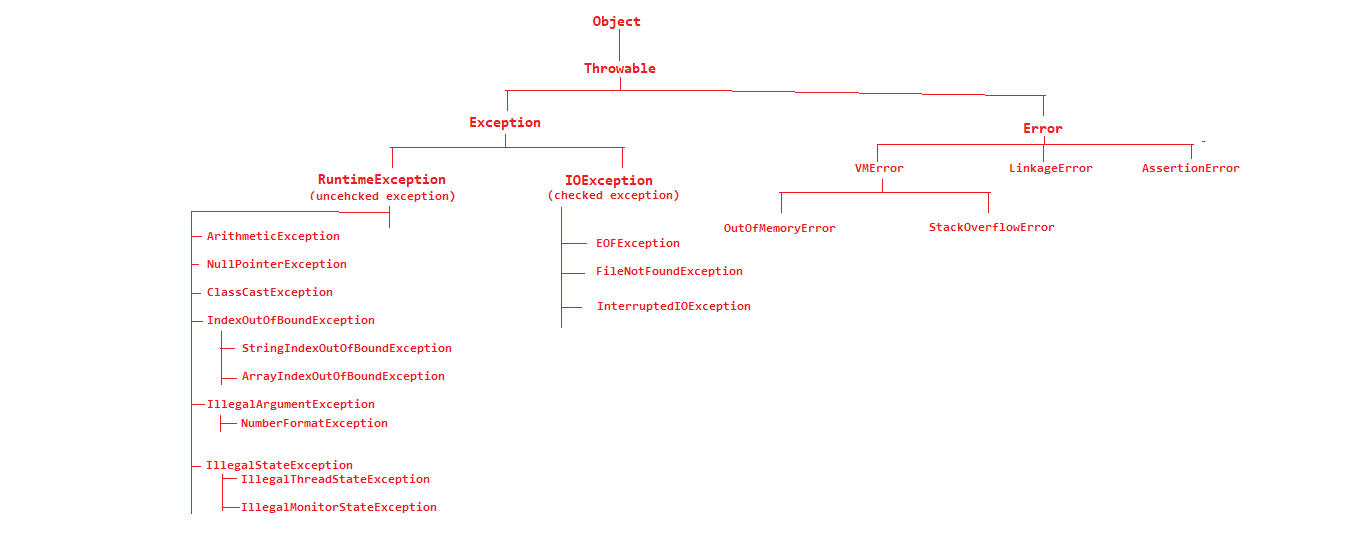 Object
Throwable
Exception
Error
RuntimeException
(uncehcked exception)
IOException
(checked exception)
VMError
LinkageError
AssertionError
OutOfMemoryError
StackOverflowError
ArithmeticException
NullPointerException
ClassCastException
IndexOutOfBoundException
StringIndexOutOfBoundException
ArrayIndexOutOfBoundException
IllegalArgumentException
NumberFormatException
IllegalStateException
IllegalThreadStateException
IllegalMonitorStateException
EOFException
FileNotFoundException
InterruptedIOException